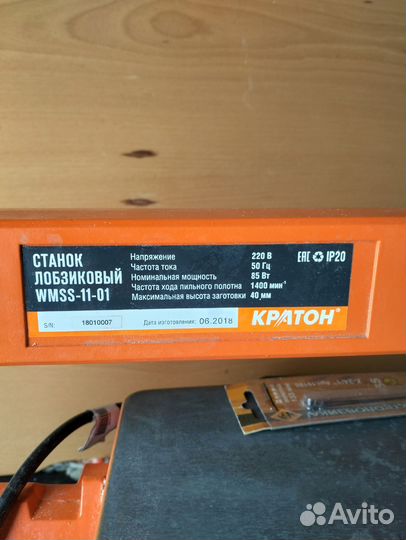 СТАНОК
ЛОБЗИКОВЫЙ
WMSS-11-01
Напряжение 220 В
Частота тока 50 Гц
Номинальная мощность 85 Вт
Частота хода пильного полотна 1400 мин⁻¹
Максимальная высота заготовки 40 мм
EAC IP20
S/N: 18010007 Дата изготовления: 06.2018
КРАТОН®
Avito